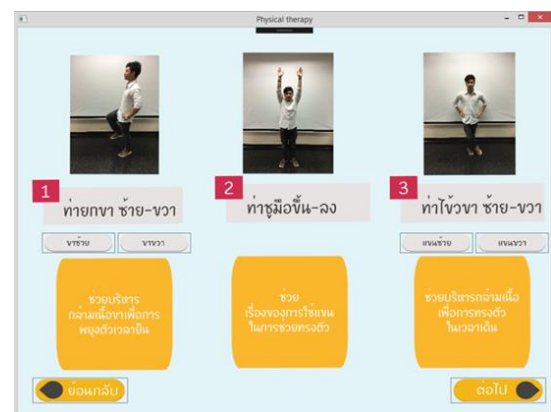 Physical therapy
1
ท่ายกขา ซ้าย-ขวา
ขาซ้าย
ขาขวา
ช่วยบริหาร
กล้ามเนื้อขาเพื่อการ
พยุงตัวเวลายืน
2
ท่าชูมือขึ้น-ลง
ช่วย
เรื่องของการใช้แขน
ในการช่วยทรงตัว
3
ท่าไขว้ขา ซ้าย-ขวา
แขนซ้าย
แขนขวา
ช่วยบริหารกล้ามเนื้อ
เพื่อการทรงตัว
ในเวลาเดิน
ย้อนกลับ
ต่อไป